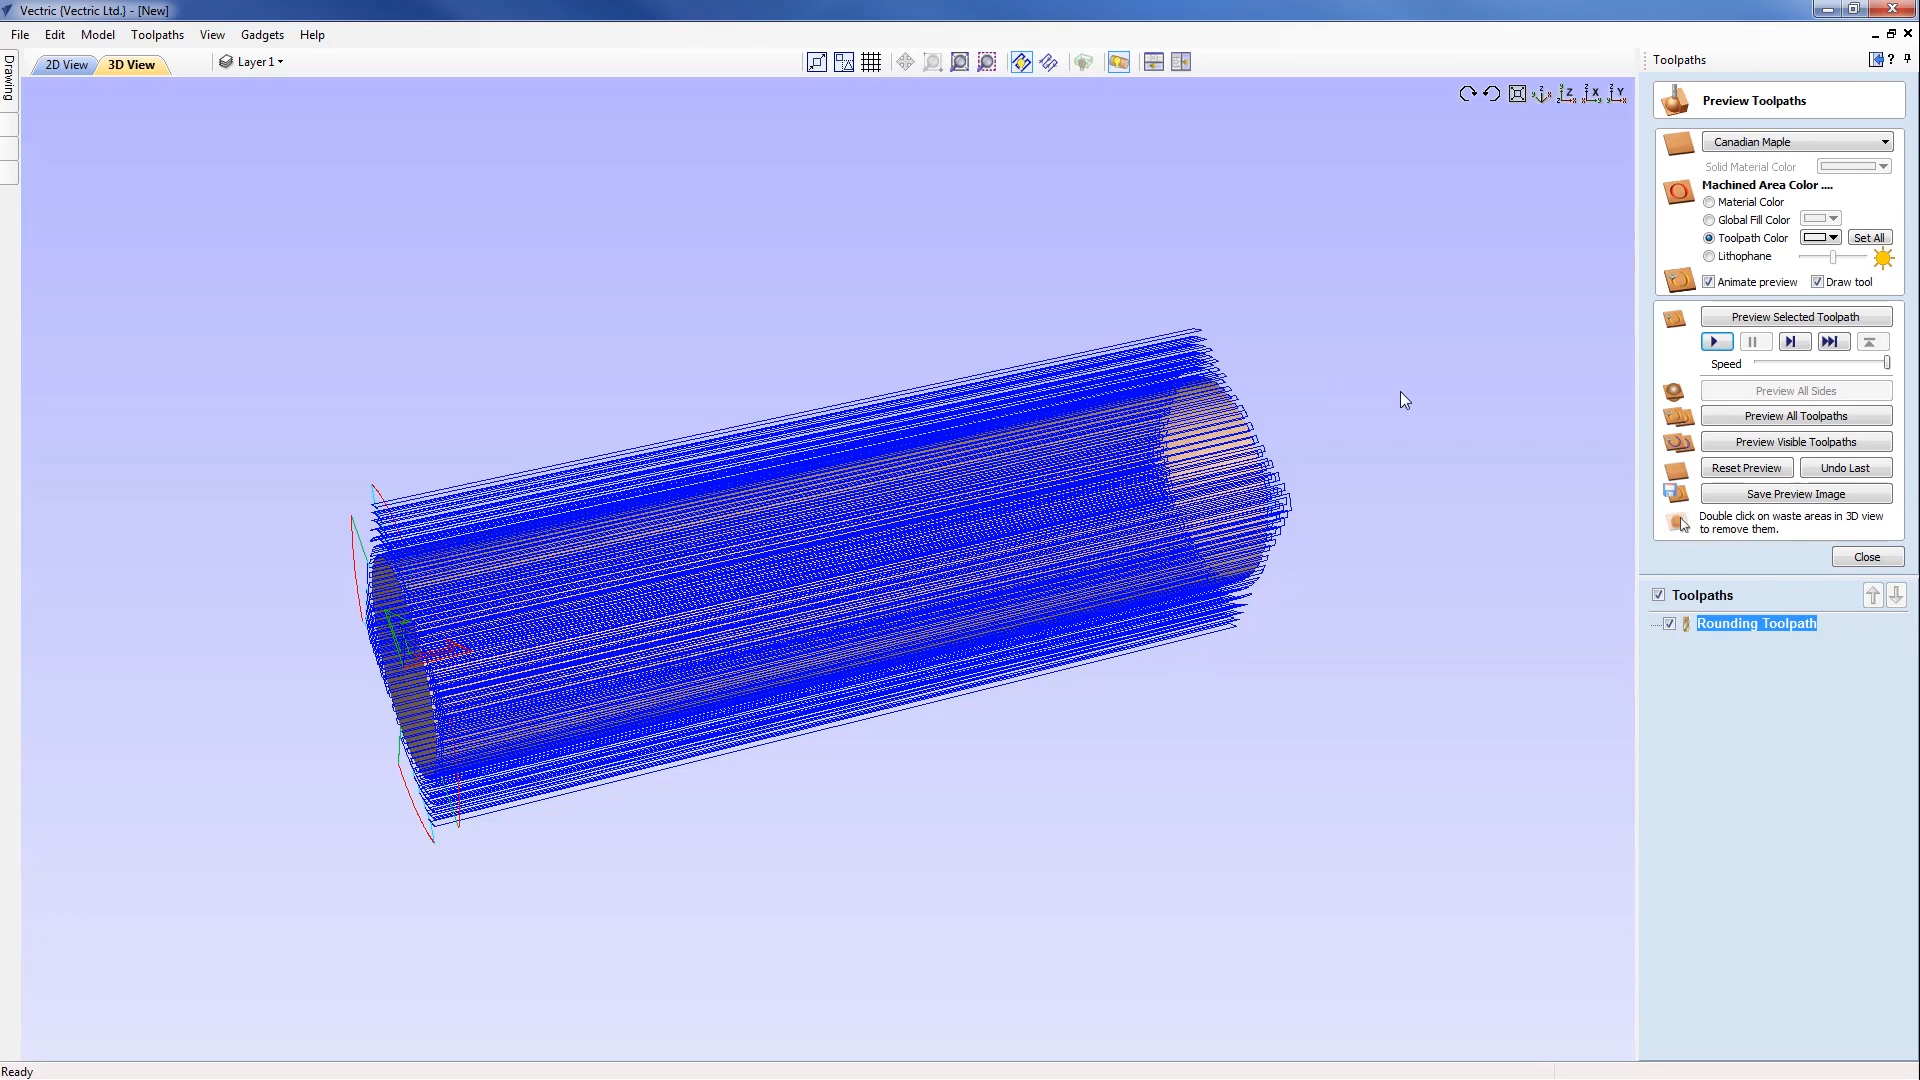 Vectric {Vectric Ltd.} - [New]
File Edit Model Toolpaths View Gadgets Help
Drawing
2D View 3D View Layer 1
Toolpaths
Z X Y
Preview Toolpaths
Canadian Maple
Solid Material Color
Machined Area Color ....
Material Color
Global Fill Color
Toolpath Color Set All
Lithophane
Animate preview Draw tool
Preview Selected Toolpath
Speed
Preview All Sides
Preview All Toolpaths
Preview Visible Toolpaths
Reset Preview Undo Last
Save Preview Image
Double click on waste areas in 3D view
to remove them.
Close
Toolpaths
Rounding Toolpath
Ready